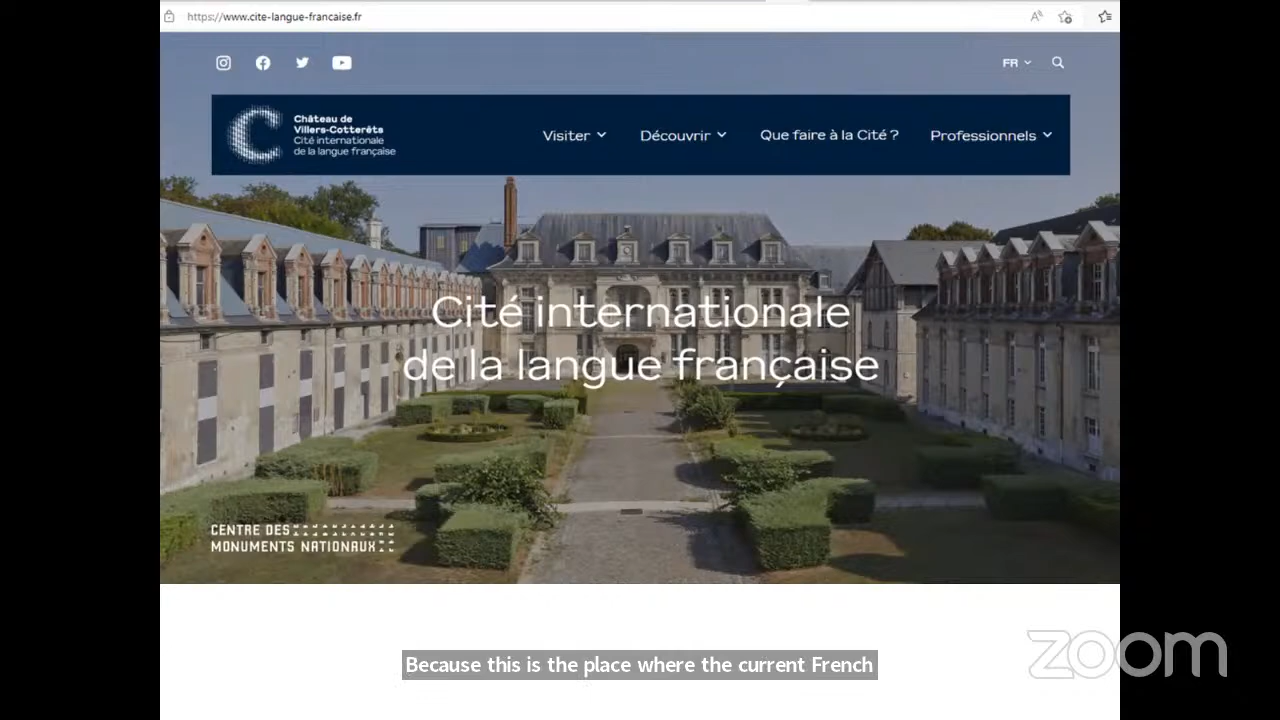 https://www.cite-langue-francaise.fr
FR
Château de
Villers-Cotterêts
Cité internationale
de la langue française
Visiter
Découvrir
Que faire à la Cité ?
Professionnels
Cité internationale
de la langue française
CENTRE DES
MONUMENTS NATIONAUX
Because this is the place where the current French
zoom